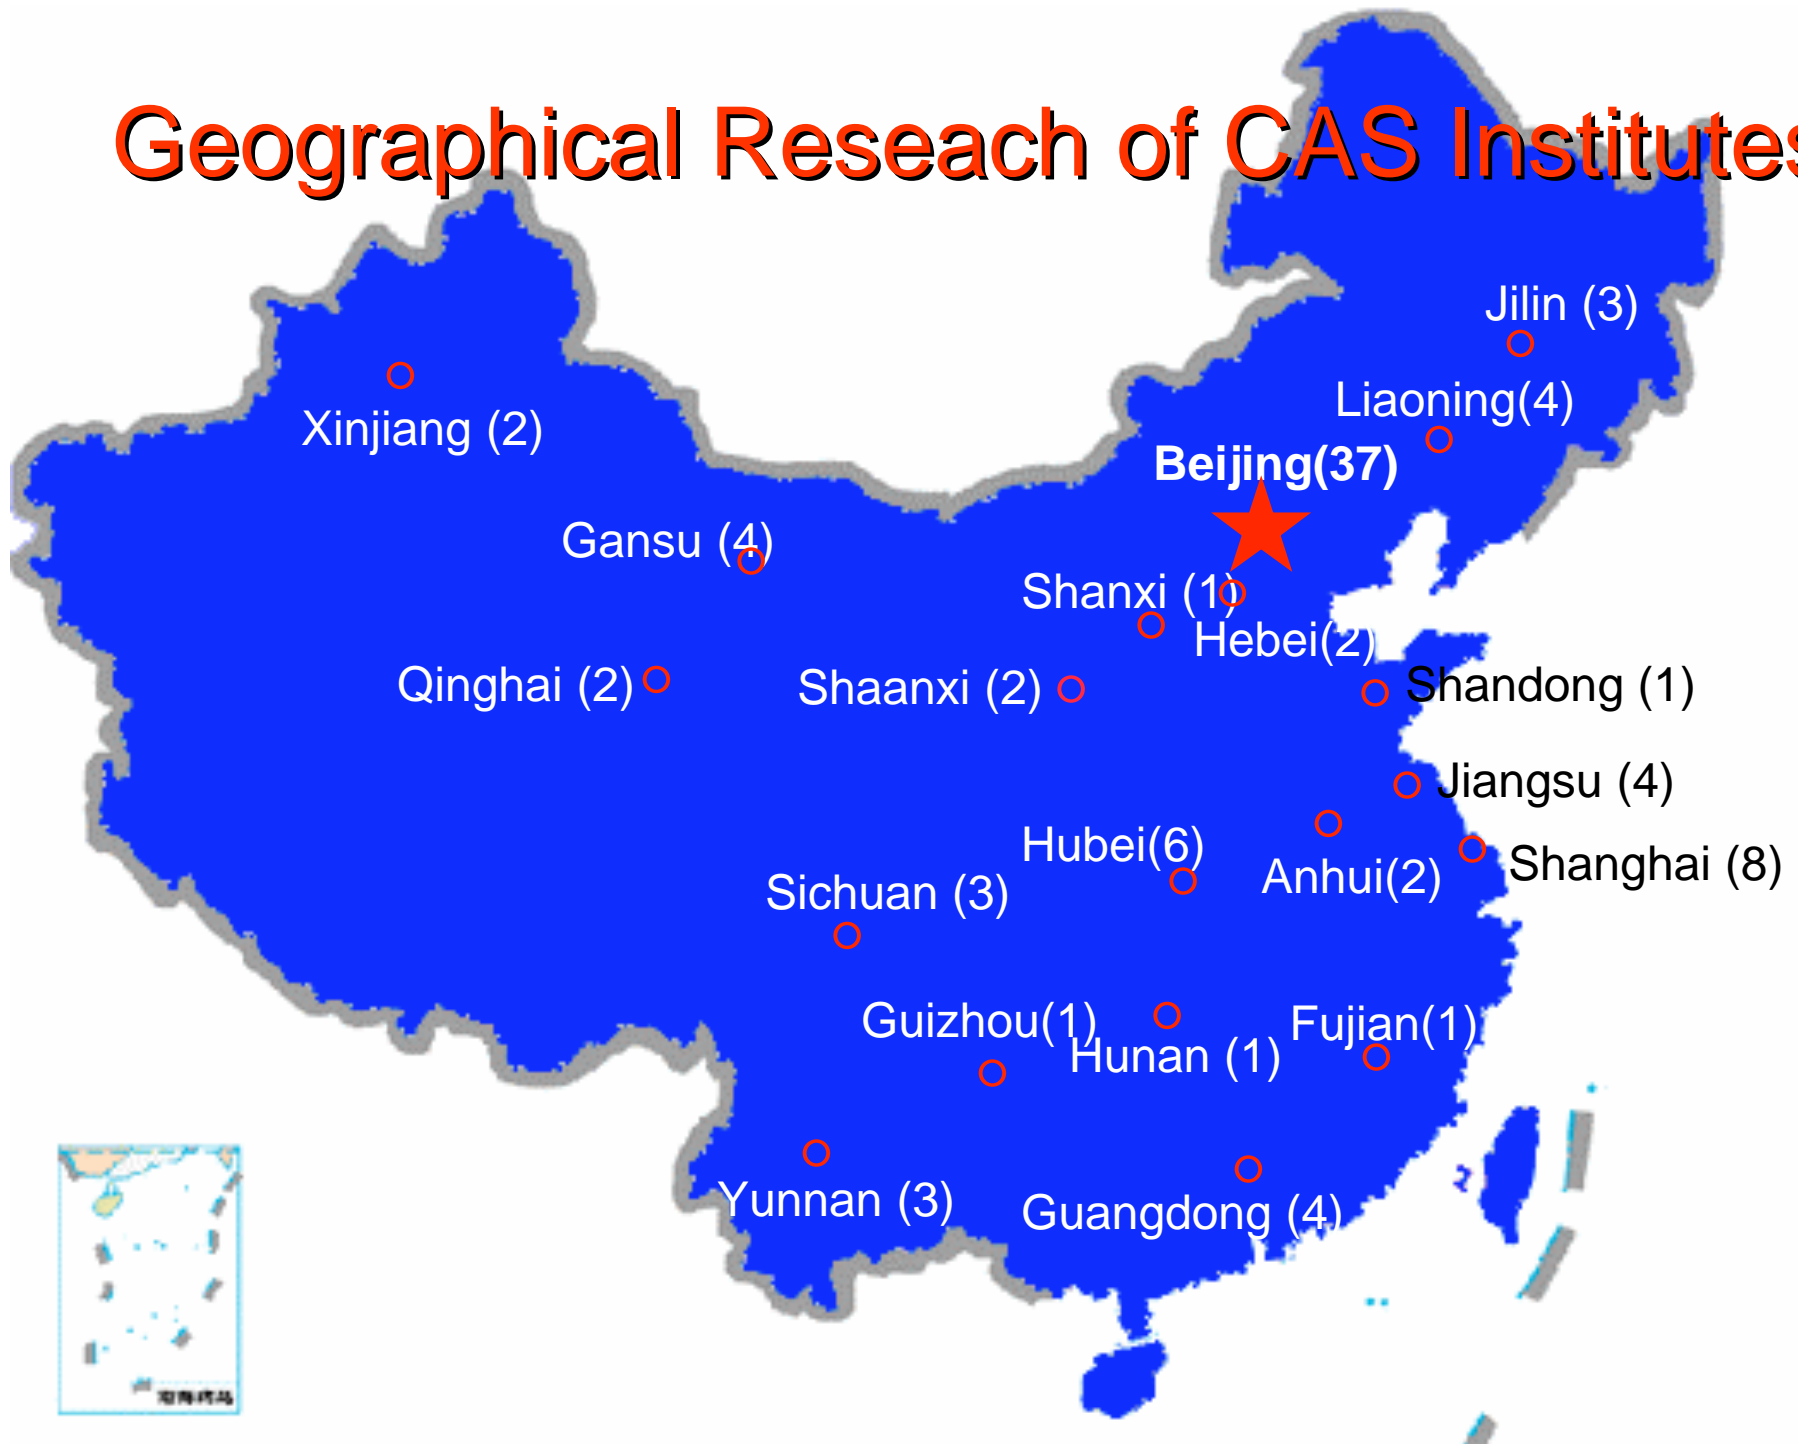 Geographical Reseach of CAS Institutes
Jilin (3)
Liaoning(4)
Xinjiang (2)
Beijing(37)
Gansu (4)
Shanxi (1)
Hebei(2)
Qinghai (2)
Shaanxi (2)
Shandong (1)
Jiangsu (4)
Hubei(6)
Anhui(2)
Shanghai (8)
Sichuan (3)
Guizhou(1)
Hunan (1)
Fujian(1)
Yunnan (3)
Guangdong (4)